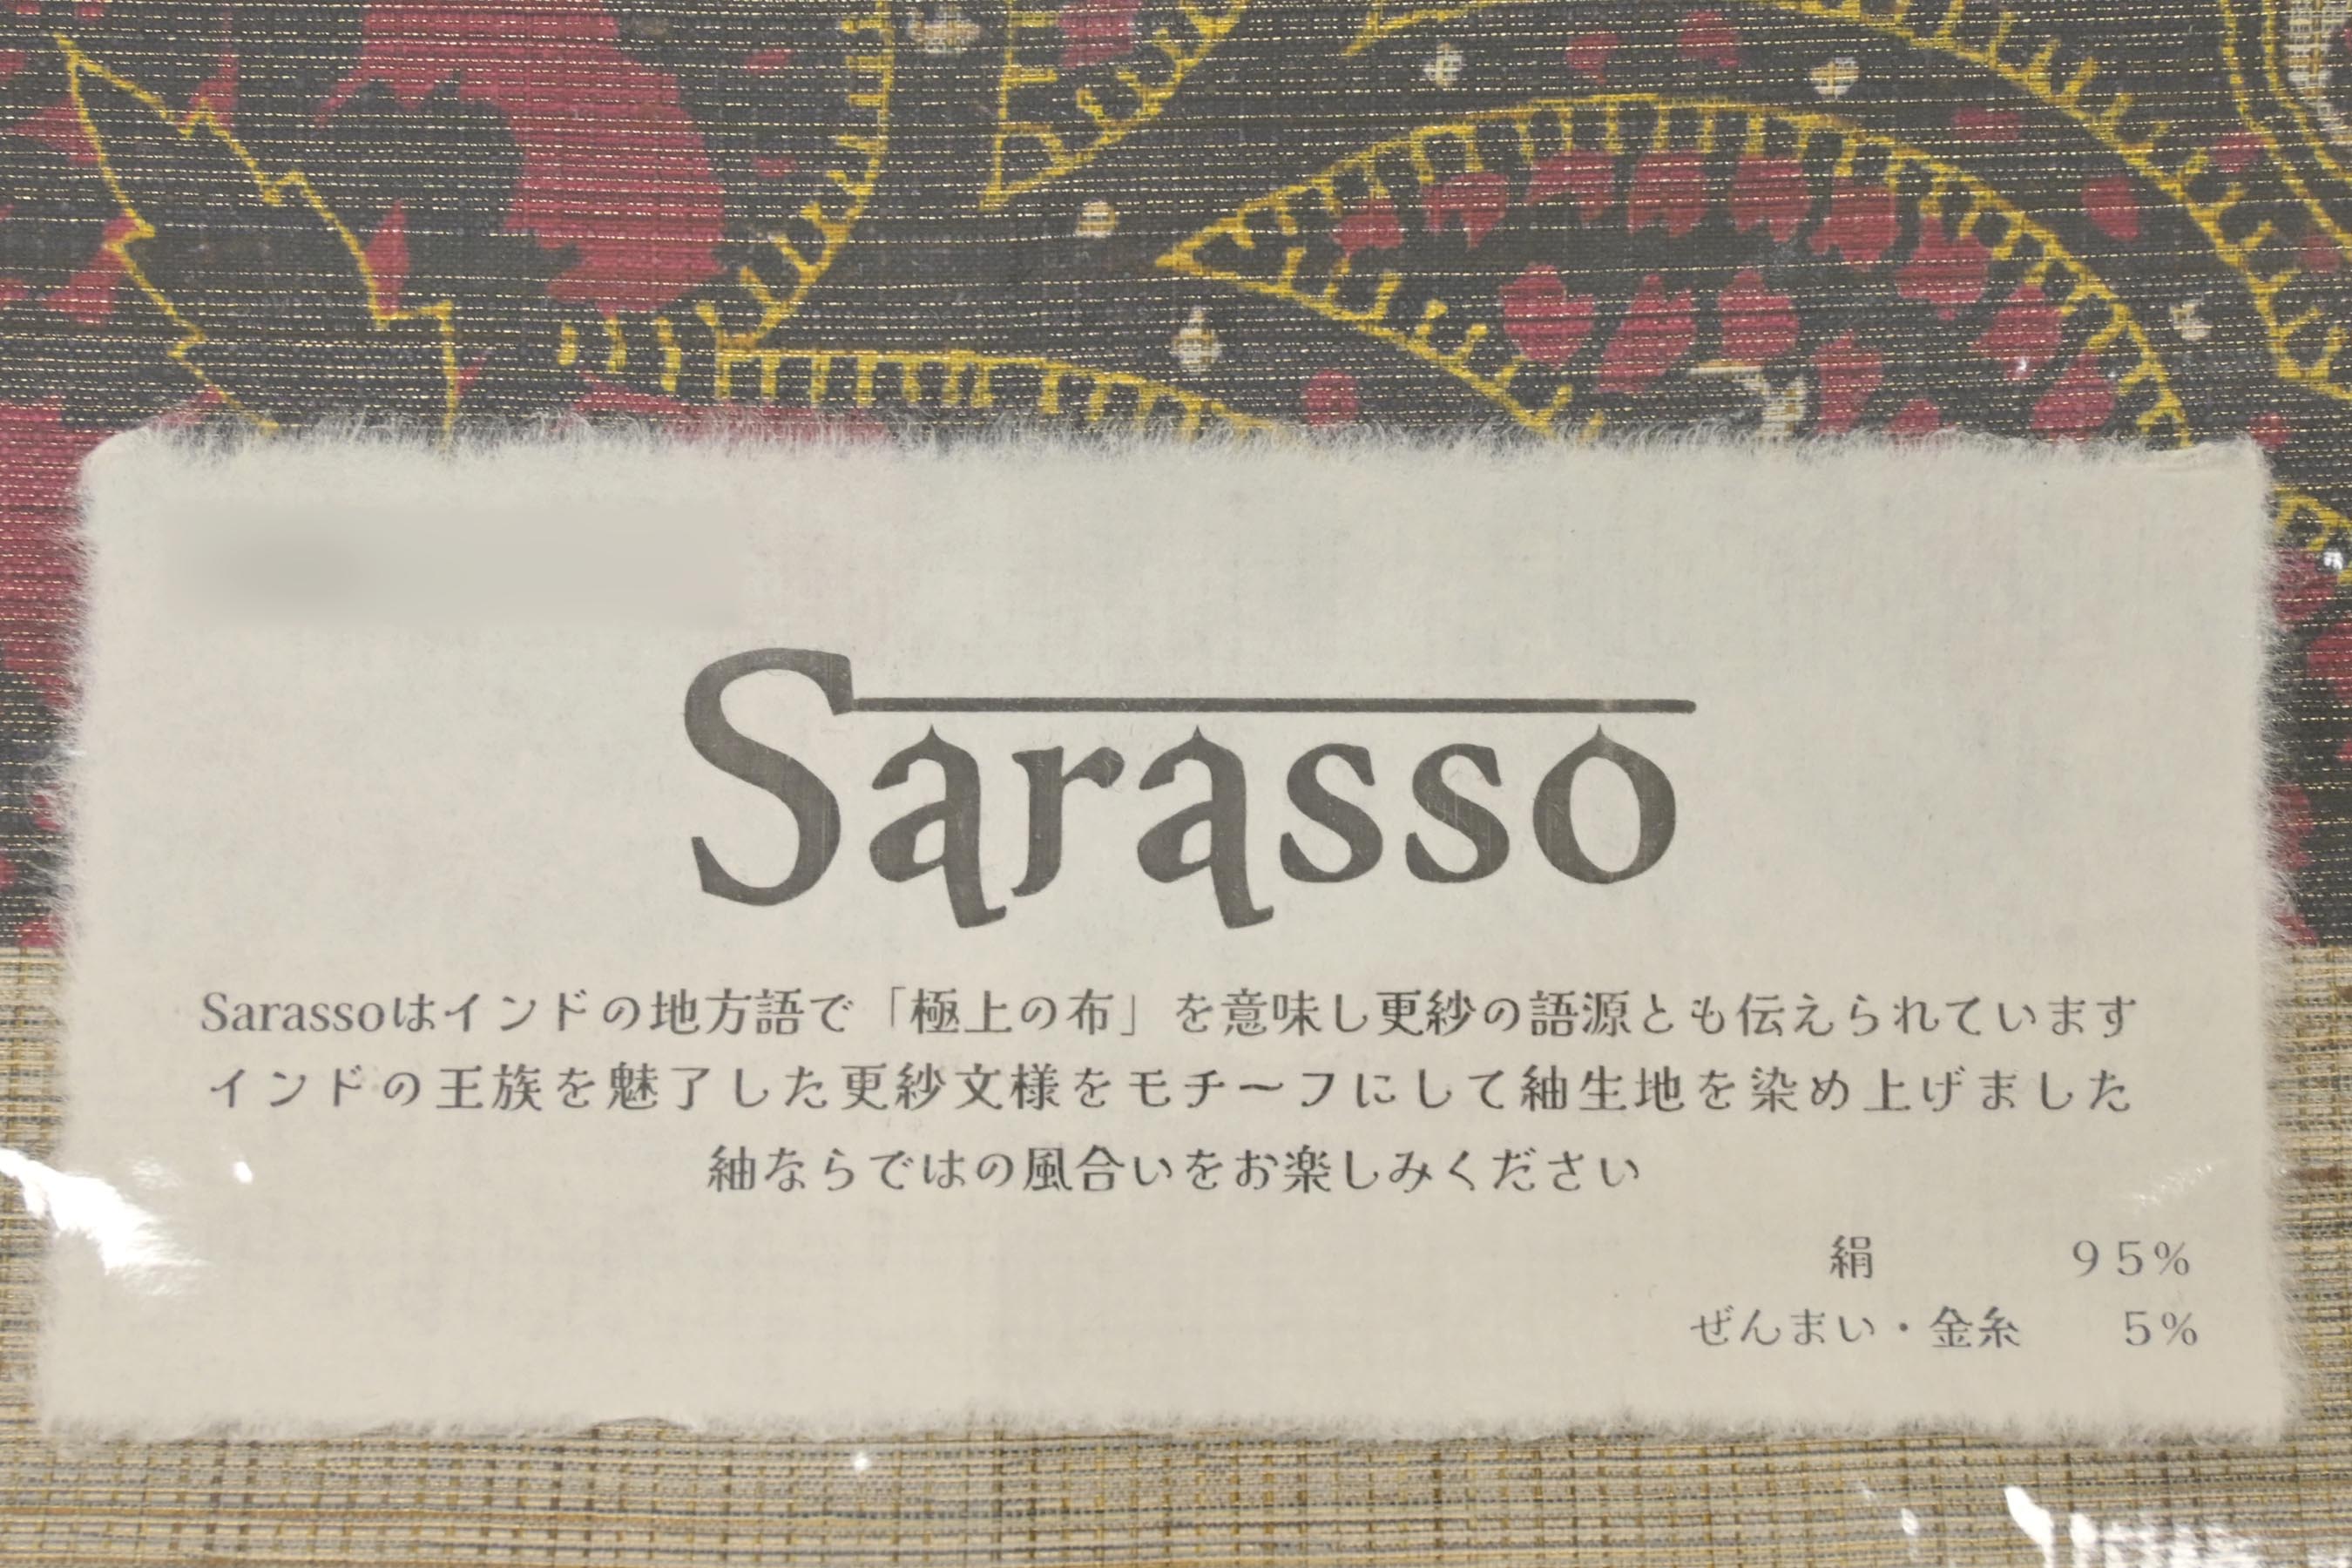 Sarasso
Sarassoはインドの地方語で「極上の布」を意味し更紗の語源とも伝えられています
インドの王族を魅了した更紗文様をモチーフにして紬生地を染め上げました
紬ならではの風合いをお楽しみください
絹 95%
ぜんまい・金糸 5%